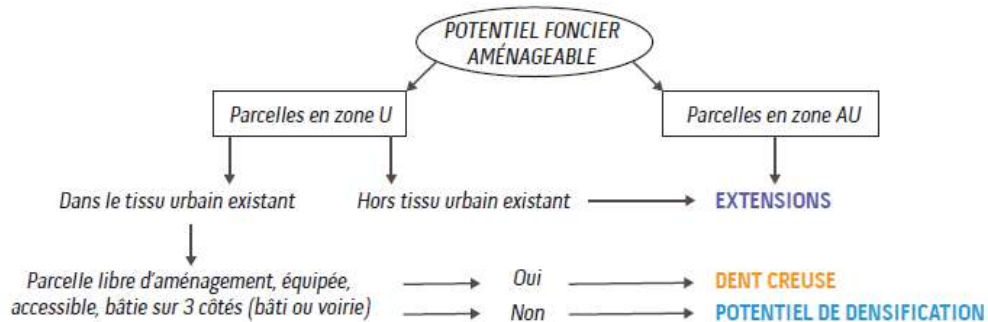 POTENTIEL FONCIER
AMÉNAGEABLE
Parcelles en zone U
Parcelles en zone AU
Dans le tissu urbain existant
Hors tissu urbain existant
EXTENSIONS
Parcelle libre d'aménagement, équipée,
accessible, bâtie sur 3 côtés (bâti ou voirie)
Oui
DENT CREUSE
Non
POTENTIEL DE DENSIFICATION